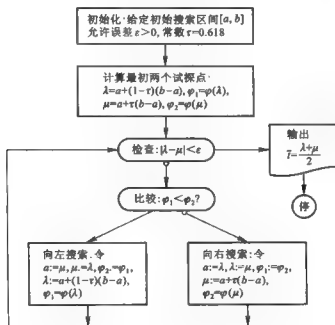 初始化·给定初始搜索区间[a, b]
允许误差ε>0, 常数τ=0.618
计算最初两个试探点·
λ=a+(1-τ)(b-a), φ₁=φ(λ),
μ=a+τ(b-a), φ₂=φ(μ)
检查:|λ-μ|<ε
输出
t̄=(λ+μ)/2
停
比较:φ₁<φ₂?
向左搜索·令
a:=μ, μ:=λ, φ₂:=φ₁,
λ:=a+(1-τ)(b-a),
φ₁=φ(λ)
向右搜索:令
a:=λ, λ:=μ, φ₁:=φ₂,
μ:=a+τ(b-a),
φ₂=φ(μ)